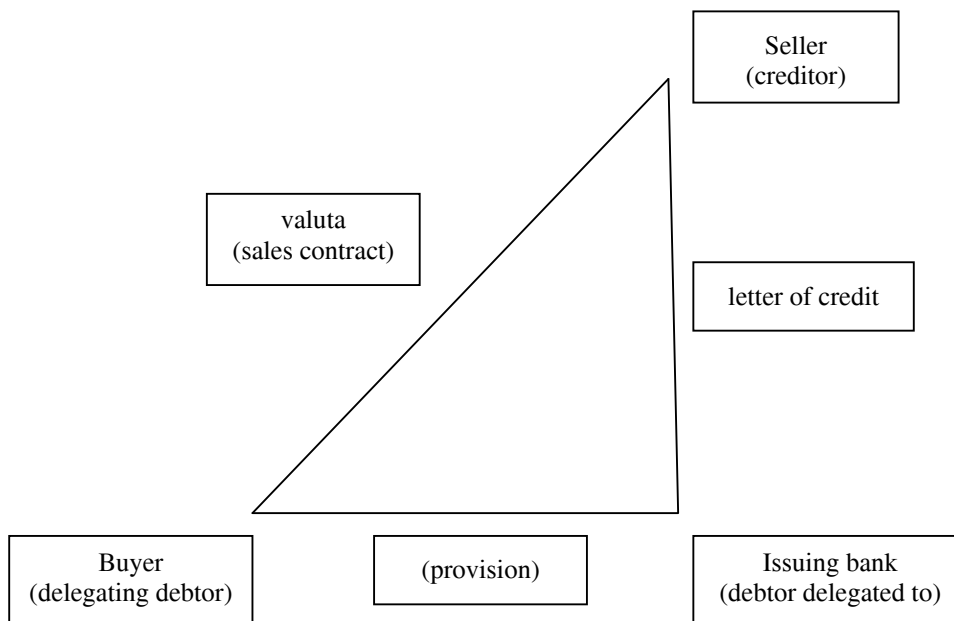 Seller
(creditor)
valuta
(sales contract)
letter of credit
Buyer
(delegating debtor)
(provision)
Issuing bank
(debtor delegated to)